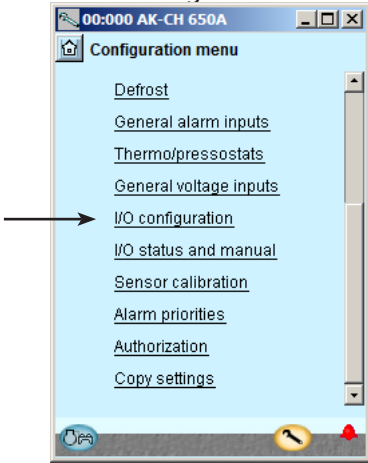 00:000 AK-CH 650A
Configuration menu
Defrost
General alarm inputs
Thermo/pressostats
General voltage inputs
I/O configuration
I/O status and manual
Sensor calibration
Alarm priorities
Authorization
Copy settings